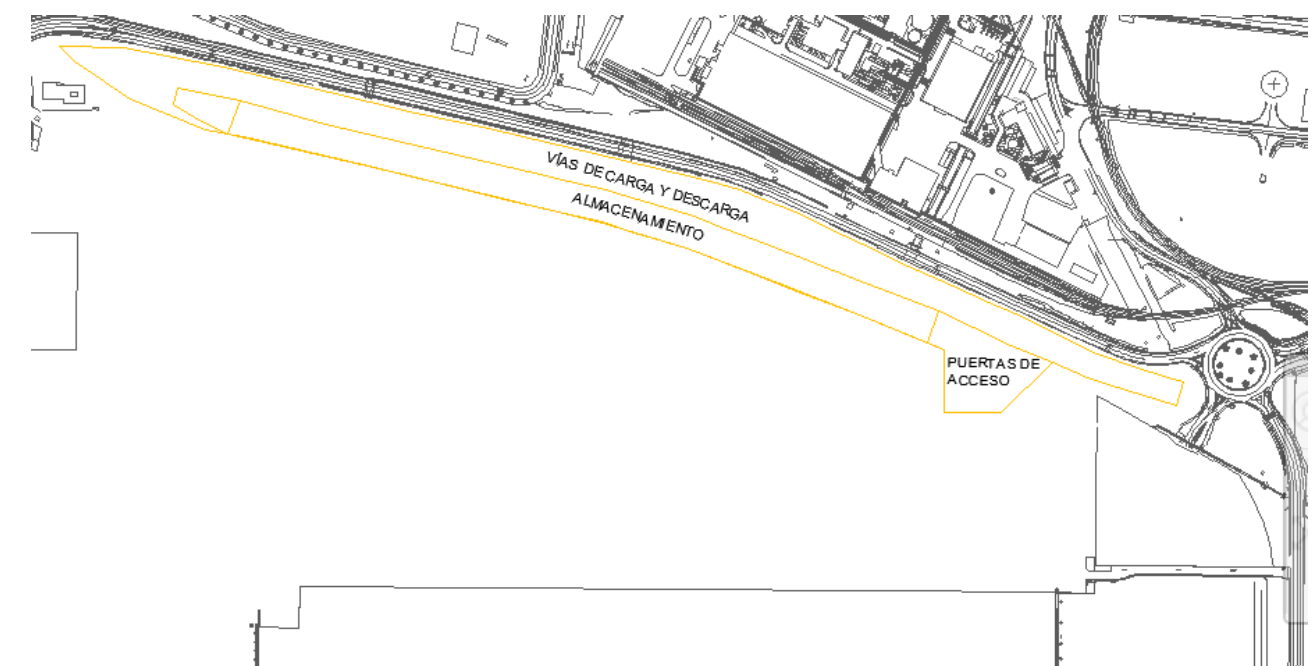 VÍAS DE CARGA Y DESCARGA
ALMACENAMIENTO
PUERTAS DE
ACCESO